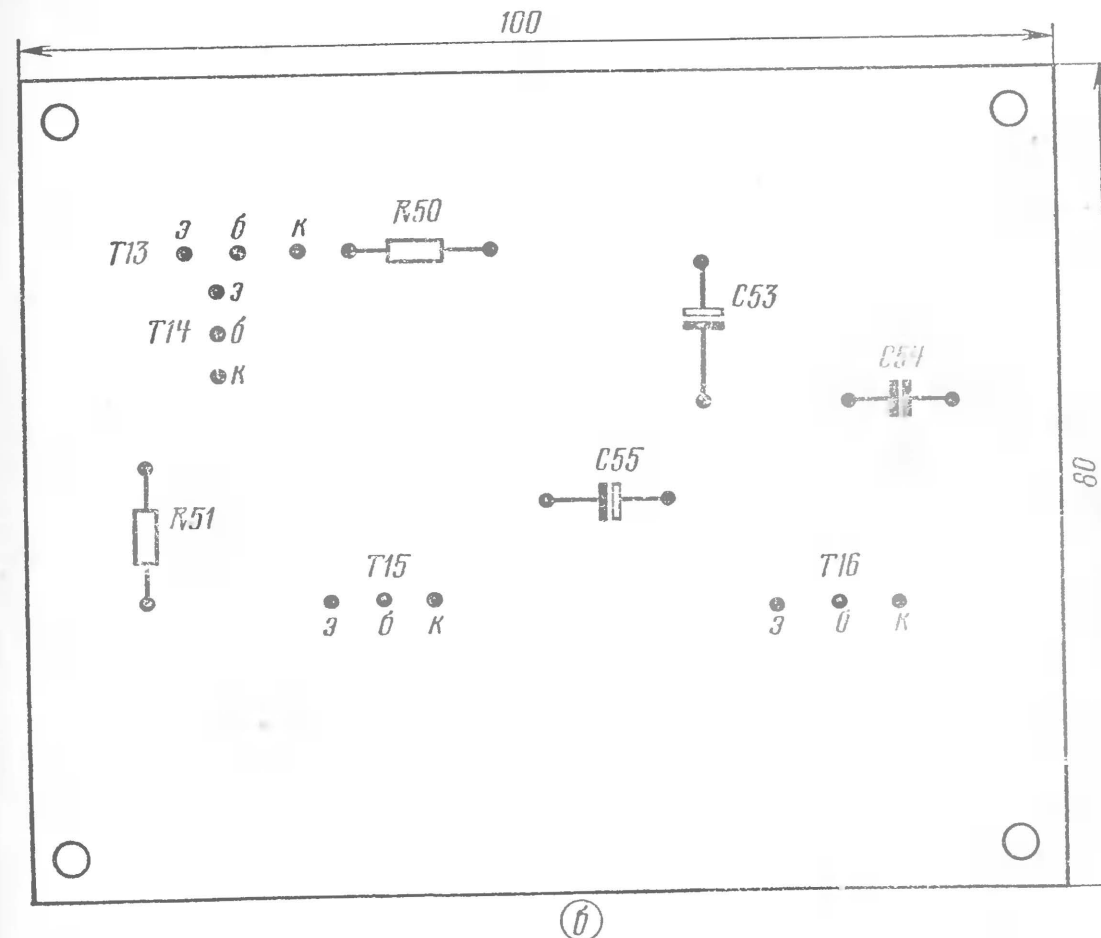 100
э б к R50
T13
э
C53
T14 б
C54
к
80
C55
R51
T15 T16
э б к э б к
б